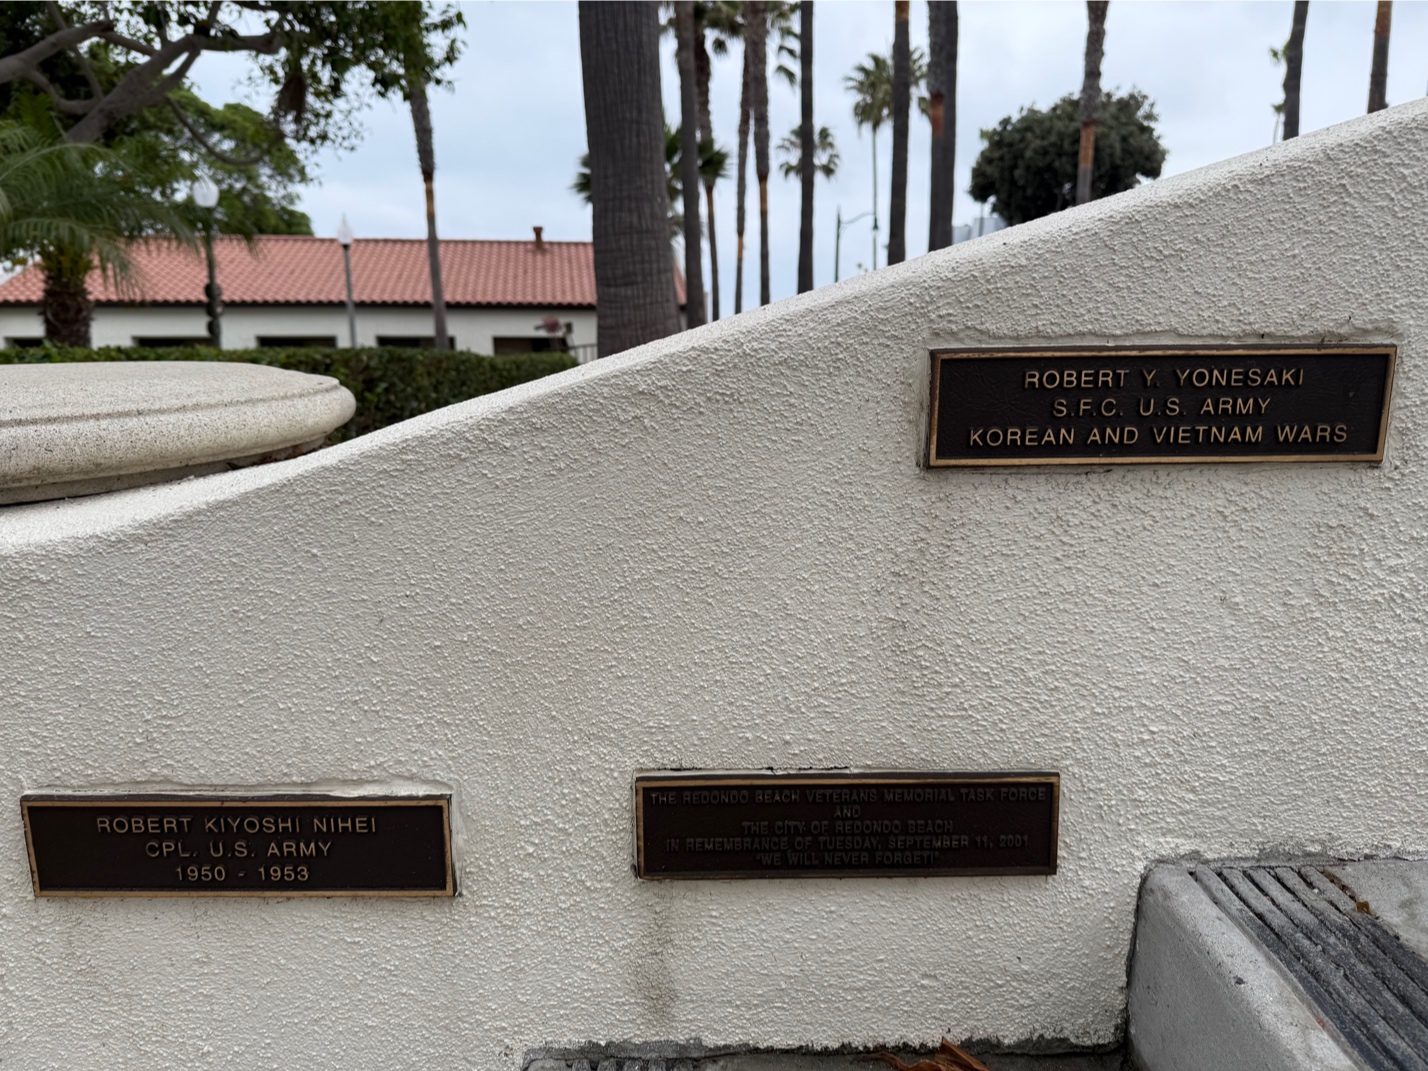 ROBERT Y. YONESAKI
S.F.C. U.S. ARMY
KOREAN AND VIETNAM WARS
ROBERT KIYOSHI NIHEI
CPL. U.S. ARMY
1950 - 1953
THE REDONDO BEACH VETERANS MEMORIAL TASK FORCE
AND
THE CITY OF REDONDO BEACH
IN REMEMBRANCE OF TUESDAY, SEPTEMBER 11, 2001
"WE WILL NEVER FORGET!"